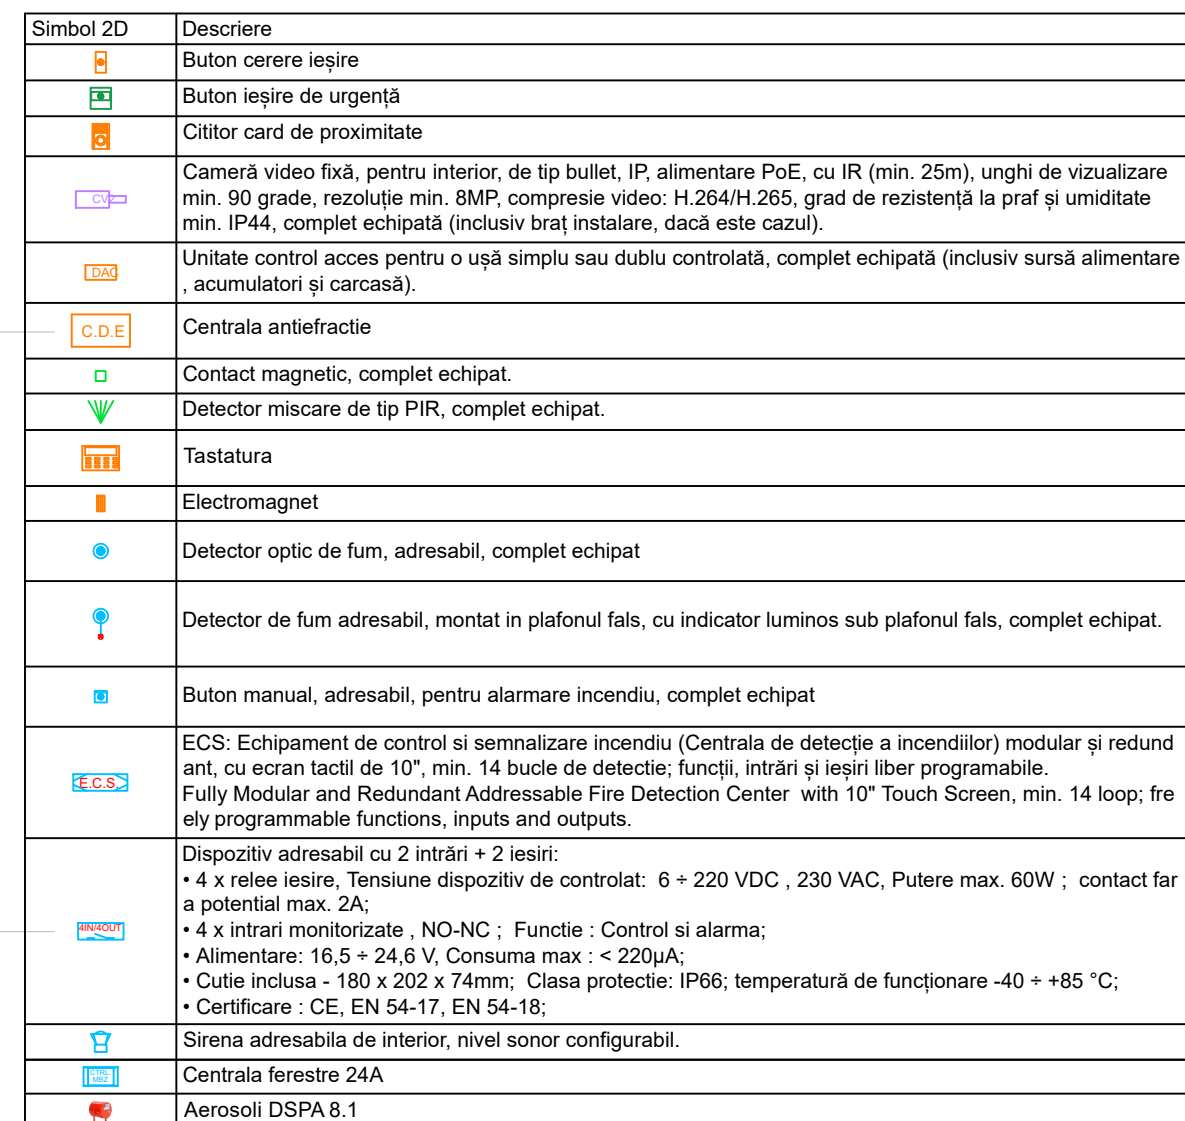 Simbol 2D Descriere
Buton cerere ieșire
Buton ieșire de urgență
Cititor card de proximitate
Cameră video fixă, pentru interior, de tip bullet, IP, alimentare PoE, cu IR (min. 25m), unghi de vizualizare
min. 90 grade, rezoluție min. 8MP, compresie video: H.264/H.265, grad de rezistență la praf și umiditate
min. IP44, complet echipată (inclusiv braț instalare, dacă este cazul).
DAC
Unitate control acces pentru o ușă simplu sau dublu controlată, complet echipată (inclusiv sursă alimentare
, acumulatori și carcasă).
C.D.E Centrala antiefractie
Contact magnetic, complet echipat.
Detector miscare de tip PIR, complet echipat.
Tastatura
Electromagnet
Detector optic de fum, adresabil, complet echipat
Detector de fum adresabil, montat in plafonul fals, cu indicator luminos sub plafonul fals, complet echipat.
Buton manual, adresabil, pentru alarmare incendiu, complet echipat
E.C.S.
ECS: Echipament de control si semnalizare incendiu (Centrala de detecție a incendiilor) modular și redund
ant, cu ecran tactil de 10", min. 14 bucle de detectie; funcții, intrări și ieșiri liber programabile.
Fully Modular and Redundant Addressable Fire Detection Center with 10" Touch Screen, min. 14 loop; fre
ely programmable functions, inputs and outputs.
4IN/4OUT
Dispozitiv adresabil cu 2 intrări + 2 iesiri:
• 4 x relee iesire, Tensiune dispozitiv de controlat: 6 ÷ 220 VDC , 230 VAC, Putere max. 60W ; contact far
a potential max. 2A;
• 4 x intrari monitorizate , NO-NC ; Functie : Control si alarma;
• Alimentare: 16,5 ÷ 24,6 V, Consuma max : < 220µA;
• Cutie inclusa - 180 x 202 x 74mm; Clasa protectie: IP66; temperatură de funcționare -40 ÷ +85 °C;
• Certificare : CE, EN 54-17, EN 54-18;
Sirena adresabila de interior, nivel sonor configurabil.
CTRL
MBZ
Centrala ferestre 24A
Aerosoli DSPA 8.1